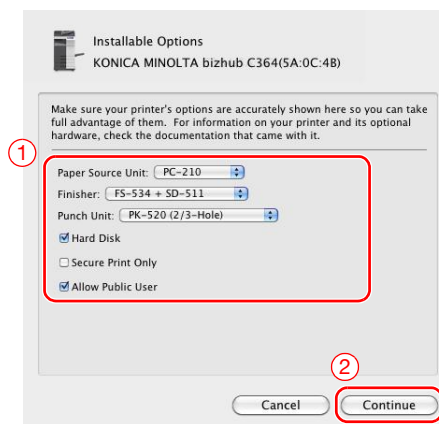 Installable Options
KONICA MINOLTA bizhub C364(5A:0C:4B)
Make sure your printer's options are accurately shown here so you can take
full advantage of them. For information on your printer and its optional
hardware, check the documentation that came with it.
1
Paper Source Unit: PC-210
Finisher: FS-534 + SD-511
Punch Unit: PK-520 (2/3-Hole)
Hard Disk
Secure Print Only
Allow Public User
2
Cancel Continue